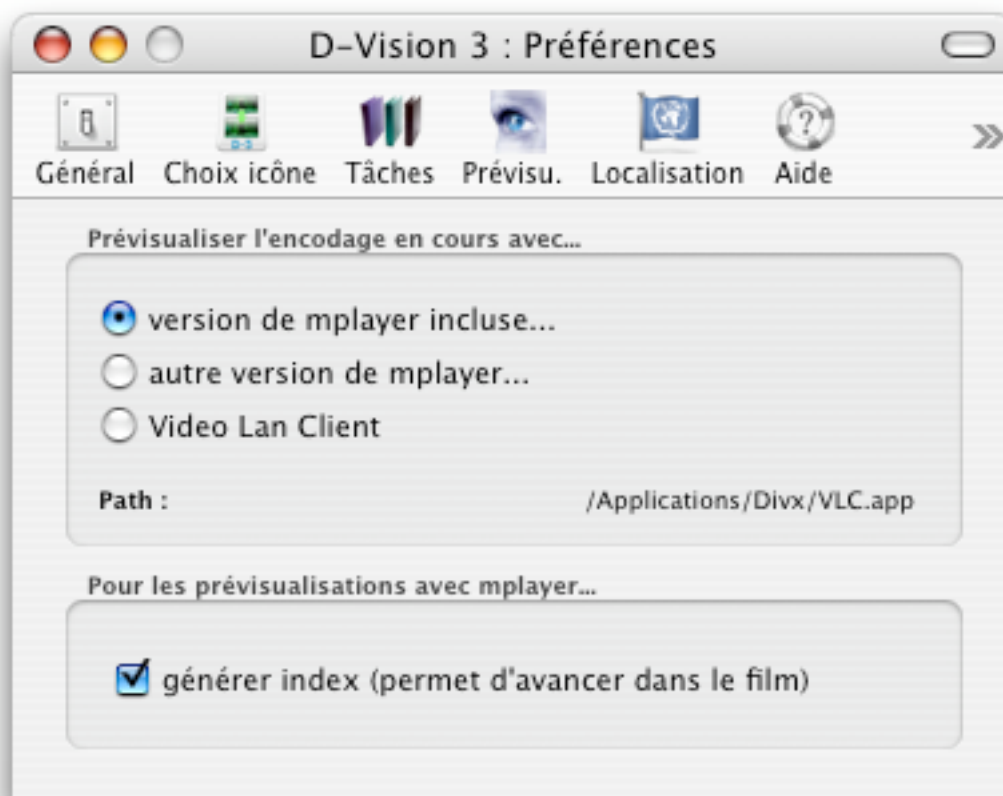 D-Vision 3 : Préférences
Général Choix icône Tâches Prévisu. Localisation Aide
Prévisualiser l'encodage en cours avec...
version de mplayer incluse...
autre version de mplayer...
Video Lan Client
Path : /Applications/Divx/VLC.app
Pour les prévisualisations avec mplayer...
générer index (permet d'avancer dans le film)